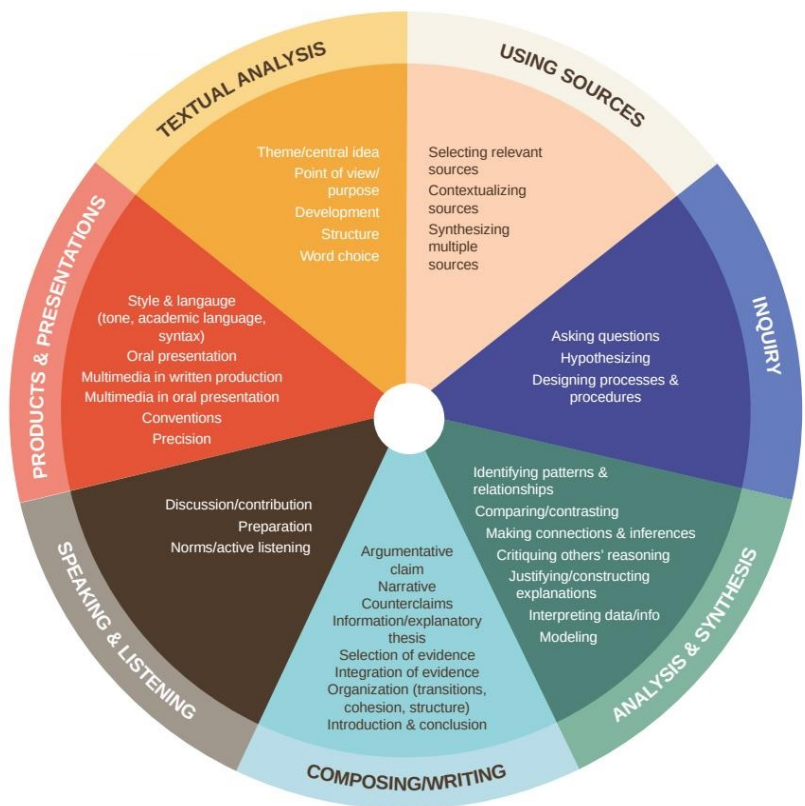 TEXTUAL ANALYSIS
Theme/central idea
Point of view/
purpose
Development
Structure
Word choice
USING SOURCES
Selecting relevant
sources
Contextualizing
sources
Synthesizing
multiple
sources
INQUIRY
Asking questions
Hypothesizing
Designing processes &
procedures
ANALYSIS & SYNTHESIS
Identifying patterns &
relationships
Comparing/contrasting
Making connections & inferences
Critiquing others' reasoning
Justifying/constructing
explanations
Interpreting data/info
Modeling
COMPOSING/WRITING
Argumentative
claim
Narrative
Counterclaims
Information/explanatory
thesis
Selection of evidence
Integration of evidence
Organization (transitions,
cohesion, structure)
Introduction & conclusion
SPEAKING & LISTENING
Discussion/contribution
Preparation
Norms/active listening
PRODUCTS & PRESENTATIONS
Style & langauge
(tone, academic language,
syntax)
Oral presentation
Multimedia in written production
Multimedia in oral presentation
Conventions
Precision